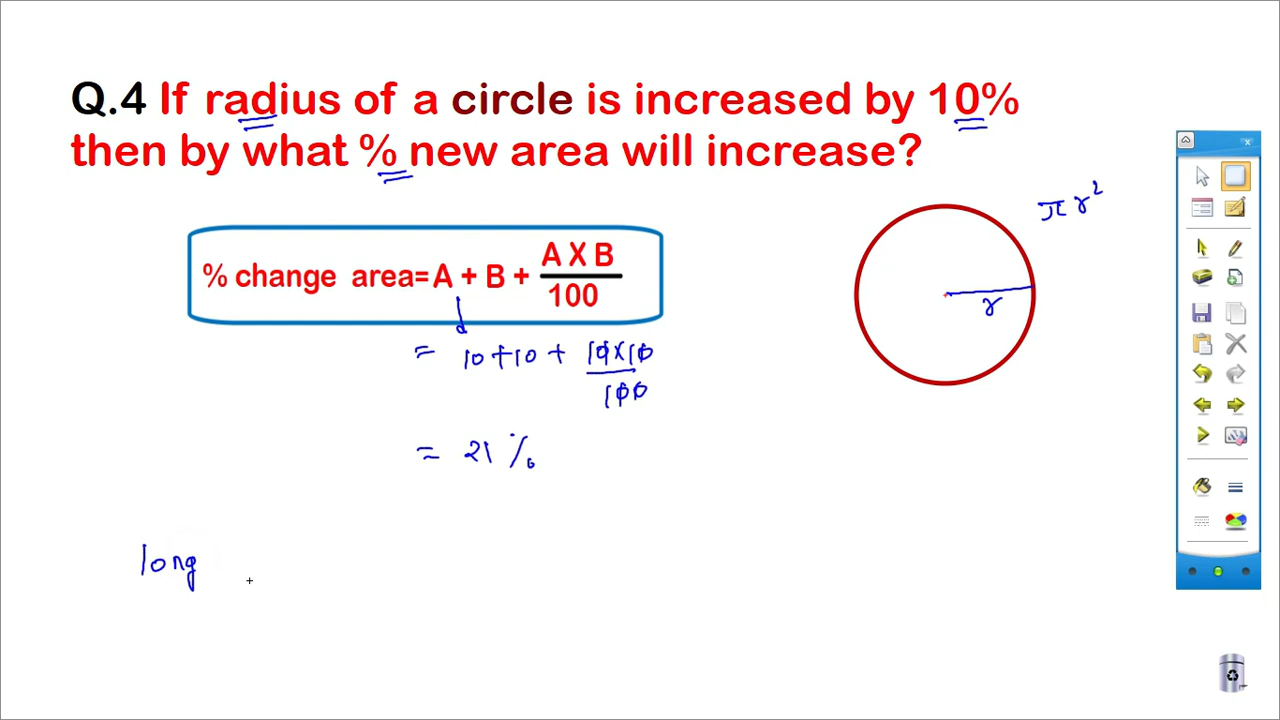 Q.4 If radius of a circle is increased by 10%
then by what % new area will increase?
πr²
% change area= A + B + A X B
100
r
= 10+10 + 10×10
100
= 21%
long